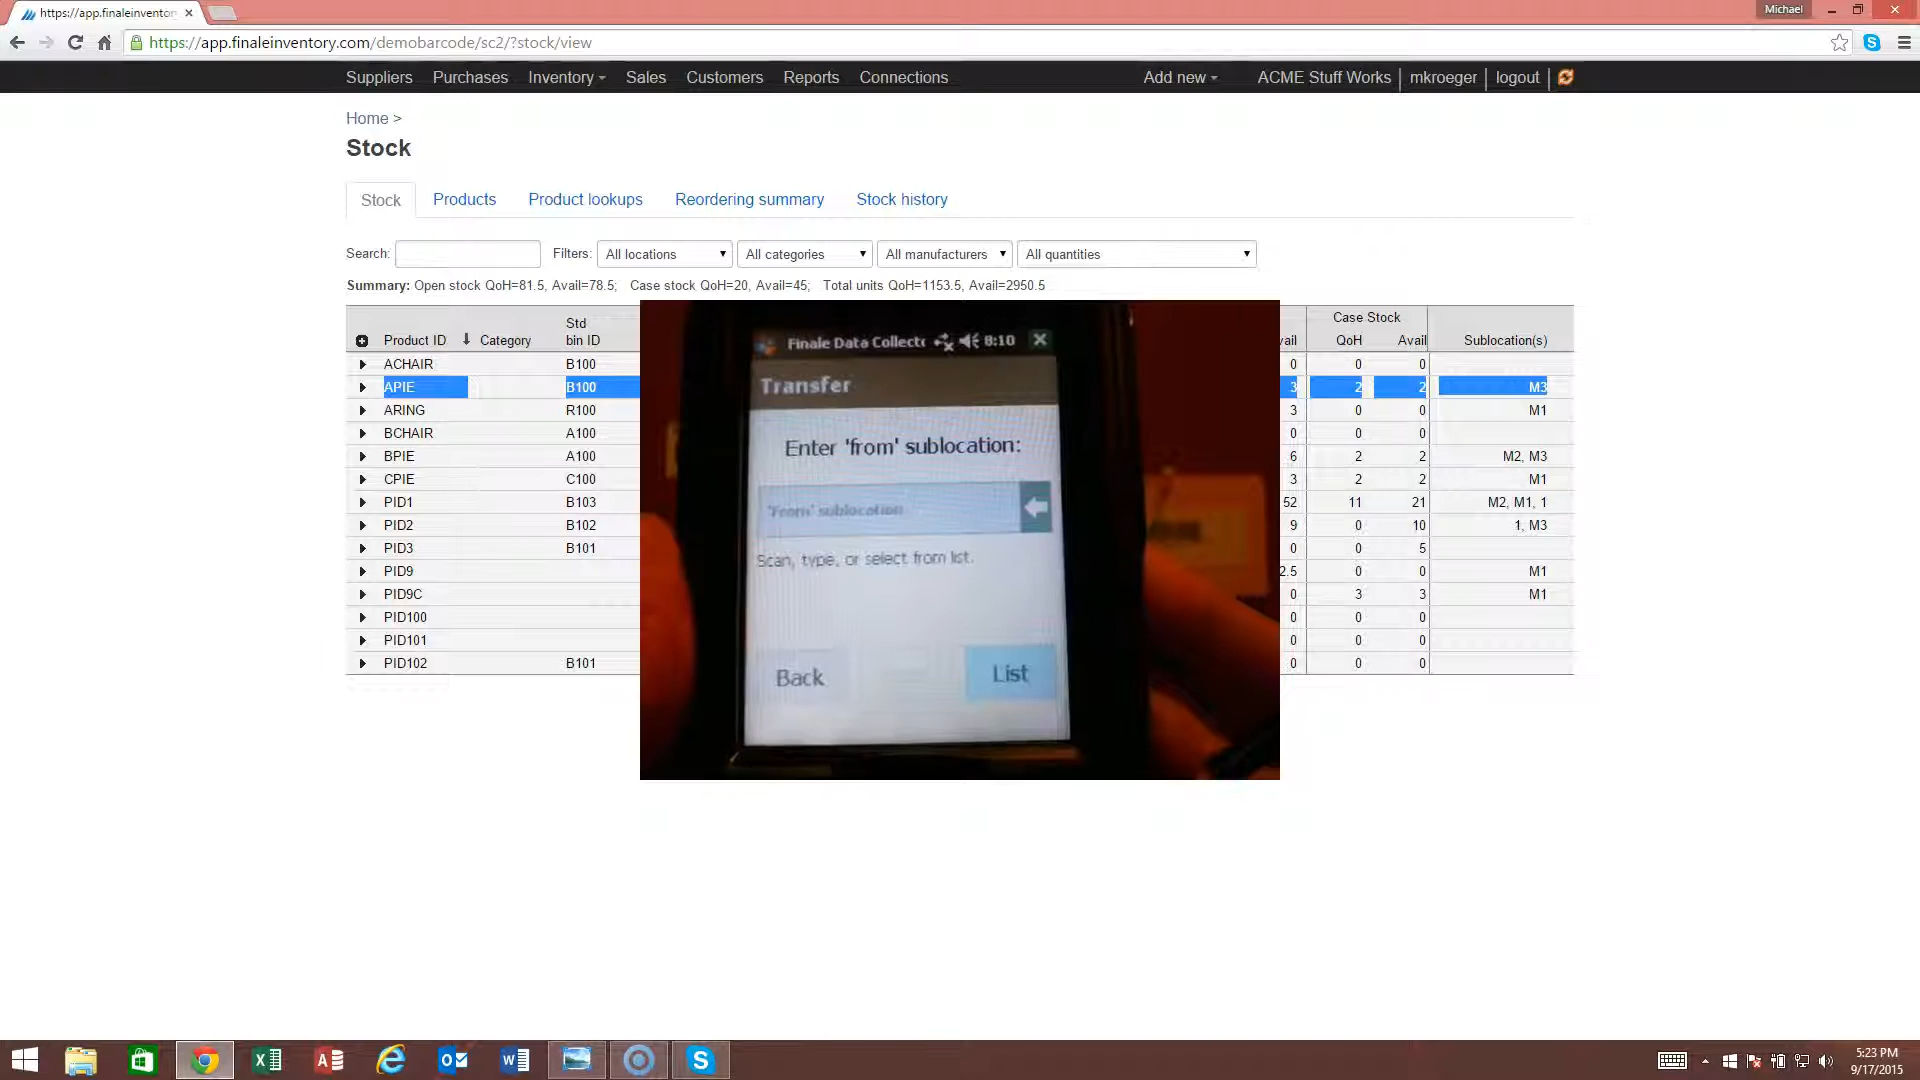 https://app.finaleinventor
Michael
https://app.finaleinventory.com/demobarcode/sc2/?stock/view
Suppliers Purchases Inventory Sales Customers Reports Connections Add new ACME Stuff Works mkroeger logout
Home >
Stock
Stock Products Product lookups Reordering summary Stock history
Search: Filters: All locations All categories All manufacturers All quantities
Summary: Open stock QoH=81.5, Avail=78.5; Case stock QoH=20, Avail=45; Total units QoH=1153.5, Avail=2950.5
Std Case Stock
Product ID Category bin ID vail QoH Avail Sublocation(s)
ACHAIR B100 0 0 0
APIE B100 3 2 2 M3
ARING R100 3 0 0 M1
BCHAIR A100 0 0 0
BPIE A100 6 2 2 M2, M3
CPIE C100 3 2 2 M1
PID1 B103 52 11 21 M2, M1, 1
PID2 B102 9 0 10 1, M3
PID3 B101 0 0 5
PID9 2.5 0 0 M1
PID9C 0 3 3 M1
PID100 0 0 0
PID101 0 0 0
PID102 B101 0 0 0
Finale Data Collect 8:10
Transfer
Enter 'from' sublocation:
'From' sublocation
Scan, type, or select from list.
Back List
5:23 PM
9/17/2015